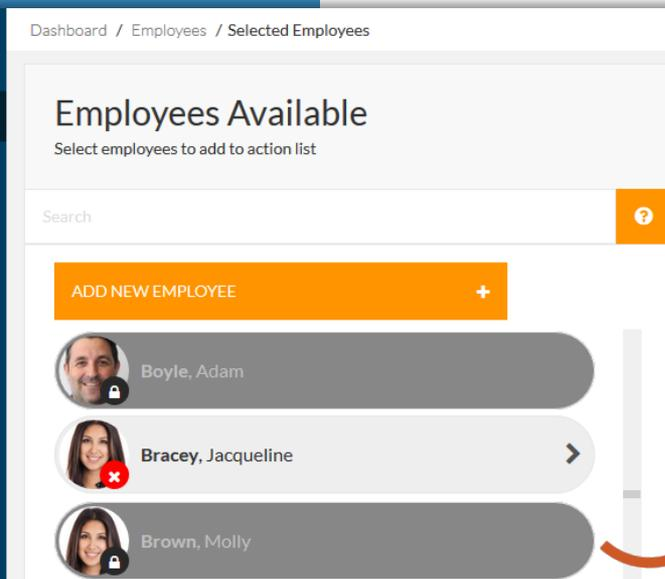 Dashboard / Employees / Selected Employees
Employees Available
Select employees to add to action list
Search
ADD NEW EMPLOYEE
Boyle, Adam
Bracey, Jacqueline
Brown, Molly